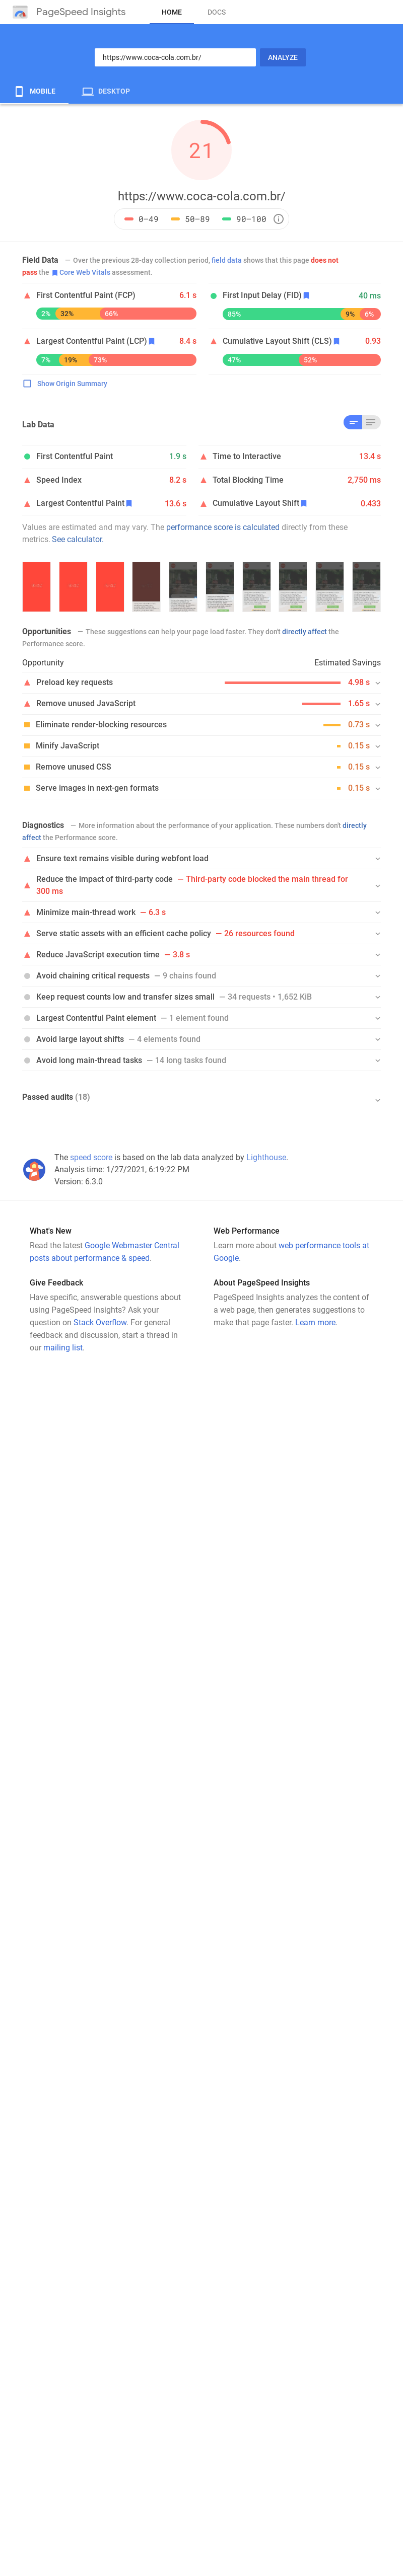 PageSpeed Insights
HOME
DOCS
https://www.coca-cola.com.br/
ANALYZE
MOBILE
DESKTOP
21
https://www.coca-cola.com.br/
0–49
50–89
90–100
Field Data — Over the previous 28-day collection period, field data shows that this page does not
pass the Core Web Vitals assessment.
First Contentful Paint (FCP) 6.1 s
2% 32% 66%
First Input Delay (FID) 40 ms
85% 9% 6%
Largest Contentful Paint (LCP) 8.4 s
7% 19% 73%
Cumulative Layout Shift (CLS) 0.93
47% 52%
Show Origin Summary
Lab Data
First Contentful Paint 1.9 s
Time to Interactive 13.4 s
Speed Index 8.2 s
Total Blocking Time 2,750 ms
Largest Contentful Paint 13.6 s
Cumulative Layout Shift 0.433
Values are estimated and may vary. The performance score is calculated directly from these
metrics. See calculator.
Opportunities — These suggestions can help your page load faster. They don't directly affect the
Performance score.
Opportunity Estimated Savings
Preload key requests 4.98 s
Remove unused JavaScript 1.65 s
Eliminate render-blocking resources 0.73 s
Minify JavaScript 0.15 s
Remove unused CSS 0.15 s
Serve images in next-gen formats 0.15 s
Diagnostics — More information about the performance of your application. These numbers don't directly
affect the Performance score.
Ensure text remains visible during webfont load
Reduce the impact of third-party code — Third-party code blocked the main thread for
300 ms
Minimize main-thread work — 6.3 s
Serve static assets with an efficient cache policy — 26 resources found
Reduce JavaScript execution time — 3.8 s
Avoid chaining critical requests — 9 chains found
Keep request counts low and transfer sizes small — 34 requests • 1,652 KiB
Largest Contentful Paint element — 1 element found
Avoid large layout shifts — 4 elements found
Avoid long main-thread tasks — 14 long tasks found
Passed audits (18)
The speed score is based on the lab data analyzed by Lighthouse.
Analysis time: 1/27/2021, 6:19:22 PM
Version: 6.3.0
What's New
Read the latest Google Webmaster Central
posts about performance & speed.
Web Performance
Learn more about web performance tools at
Google.
Give Feedback
Have specific, answerable questions about
using PageSpeed Insights? Ask your
question on Stack Overflow. For general
feedback and discussion, start a thread in
our mailing list.
About PageSpeed Insights
PageSpeed Insights analyzes the content of
a web page, then generates suggestions to
make that page faster. Learn more.